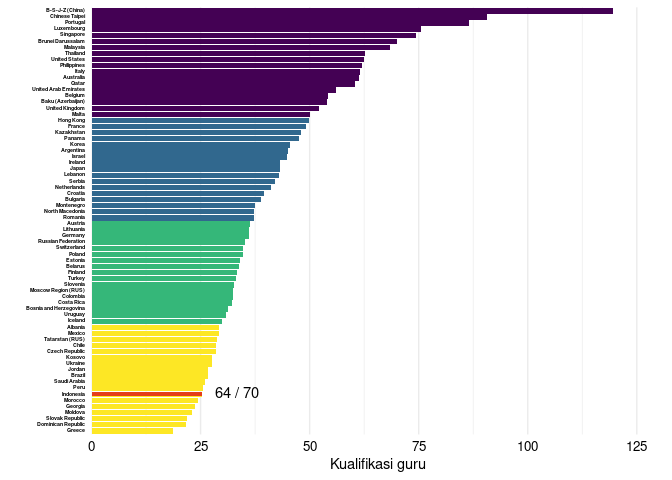 B-S-J-Z (China)
Chinese Taipei
Portugal
Luxembourg
Singapore
Brunei Darussalam
Malaysia
Thailand
United States
Philippines
Italy
Australia
Qatar
United Arab Emirates
Belgium
Baku (Azerbaijan)
United Kingdom
Malta
Hong Kong
France
Kazakhstan
Panama
Korea
Argentina
Israel
Ireland
Japan
Lebanon
Serbia
Netherlands
Croatia
Bulgaria
Montenegro
North Macedonia
Romania
Austria
Lithuania
Germany
Russian Federation
Switzerland
Poland
Estonia
Belarus
Finland
Turkey
Slovenia
Moscow Region (RUS)
Colombia
Costa Rica
Bosnia and Herzegovina
Uruguay
Iceland
Albania
Mexico
Tatarstan (RUS)
Chile
Czech Republic
Kosovo
Ukraine
Jordan
Brazil
Saudi Arabia
Peru
Indonesia 64 / 70
Morocco
Georgia
Moldova
Slovak Republic
Dominican Republic
Greece
0 25 50 75 100 125
Kualifikasi guru